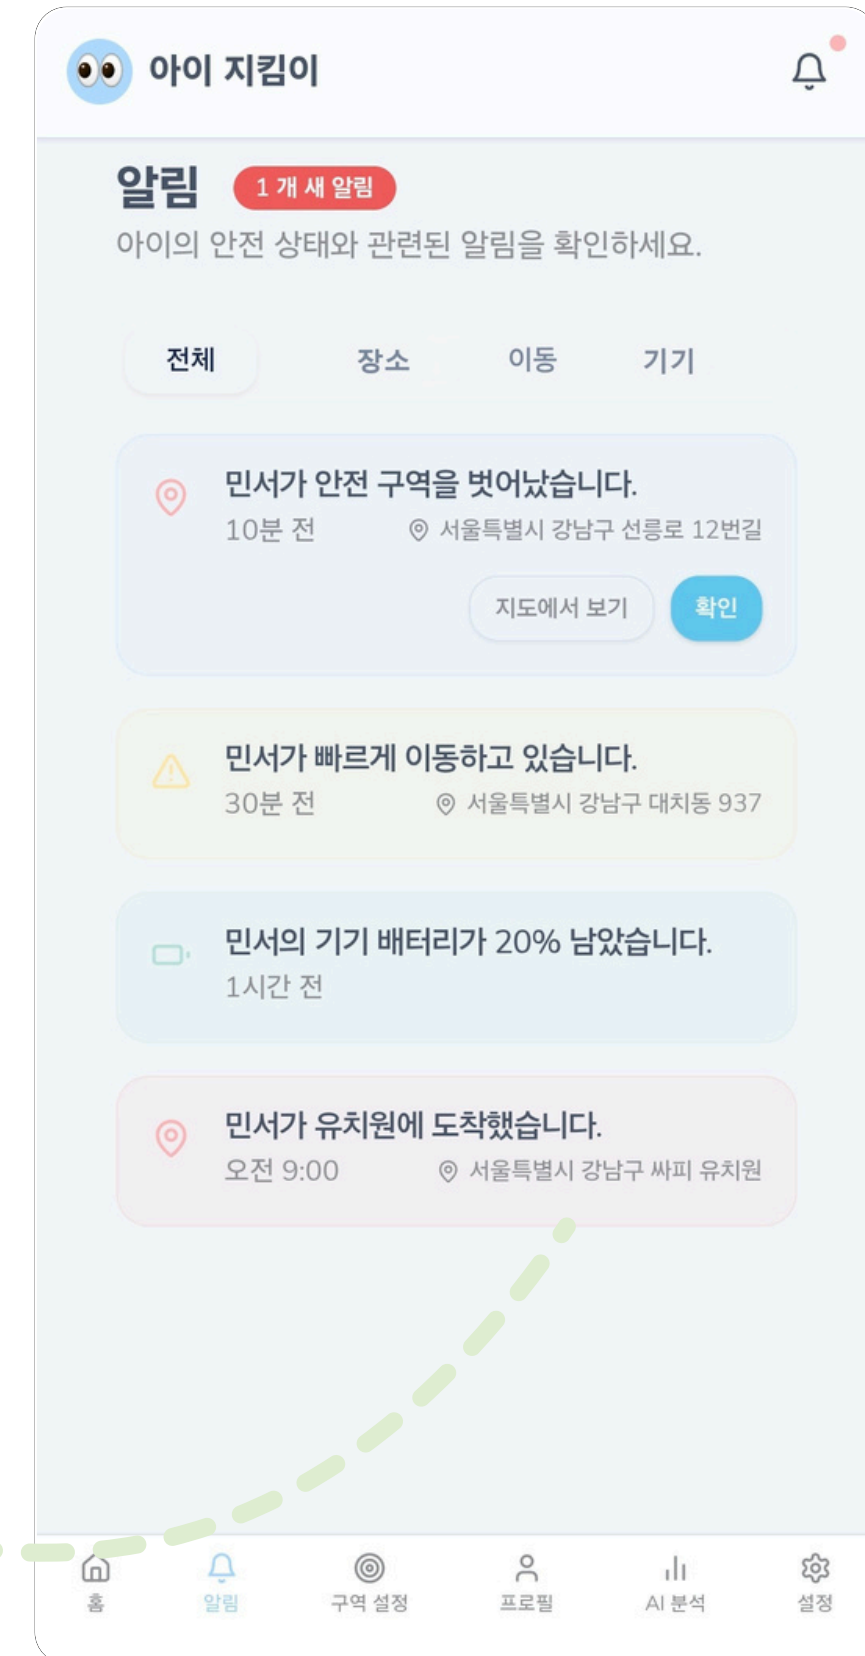 아이 지킴이
알림 1 개 새 알림
아이의 안전 상태와 관련된 알림을 확인하세요.
전체 장소 이동 기기
민서가 안전 구역을 벗어났습니다.
10분 전 서울특별시 강남구 선릉로 12번길
지도에서 보기 확인
민서가 빠르게 이동하고 있습니다.
30분 전 서울특별시 강남구 대치동 937
민서의 기기 배터리가 20% 남았습니다.
1시간 전
민서가 유치원에 도착했습니다.
오전 9:00 서울특별시 강남구 싸피 유치원
홈 알림 구역 설정 프로필 AI 분석 설정